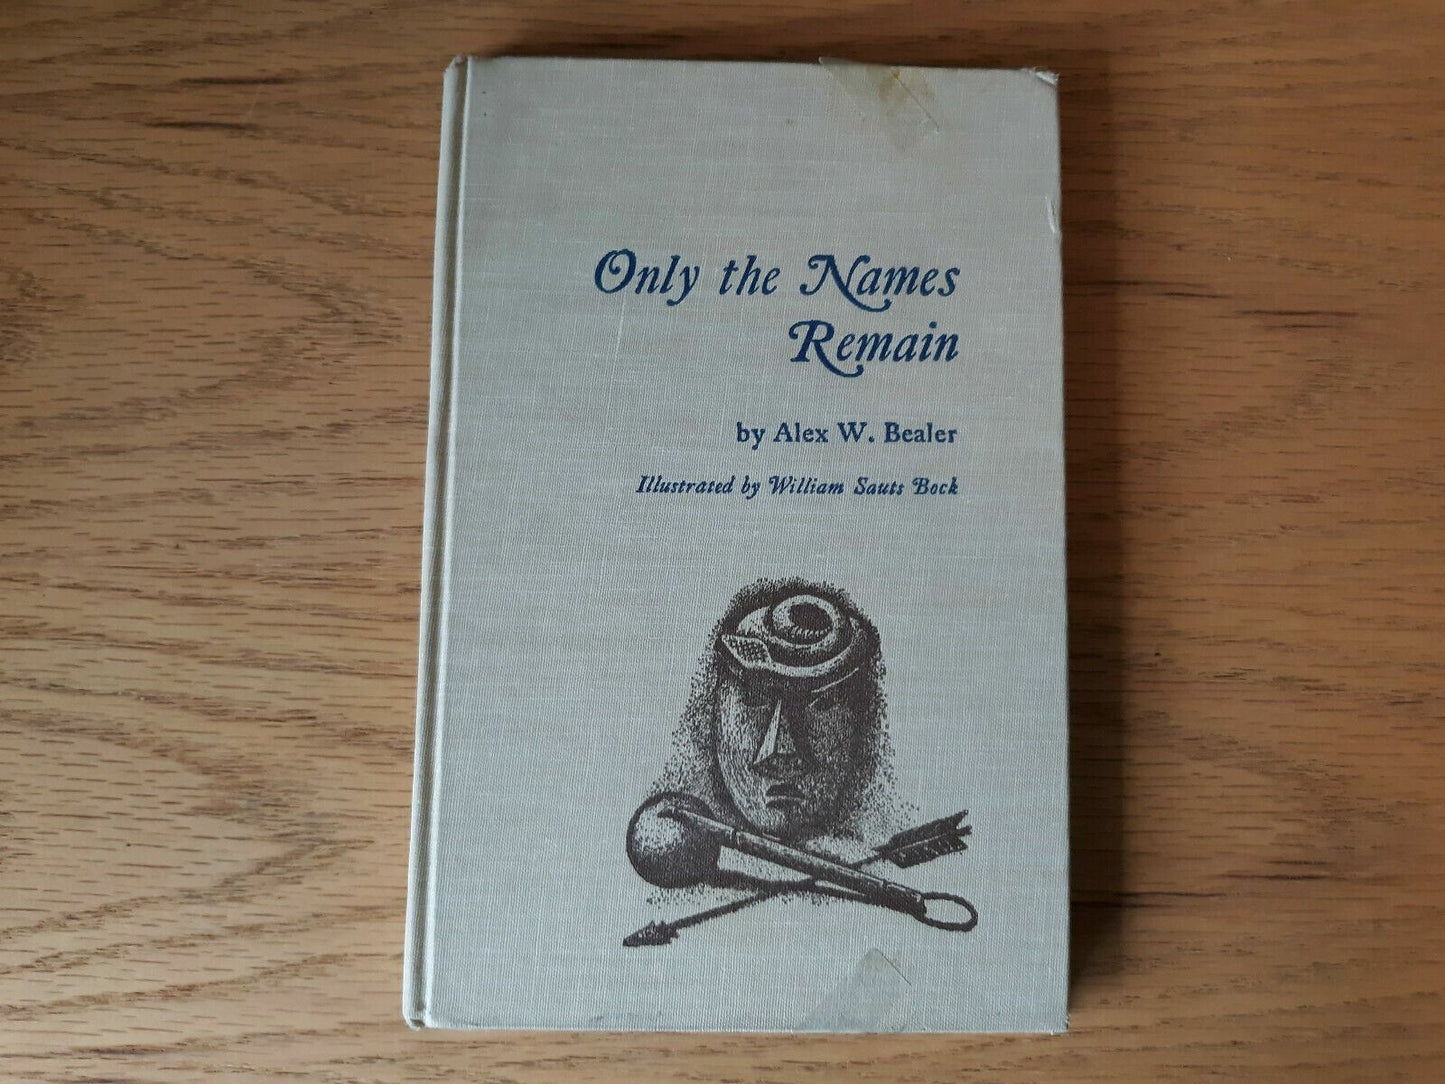 Only the Names
Remain
by Alex W. Bealer
Illustrated by William Sauts Bock